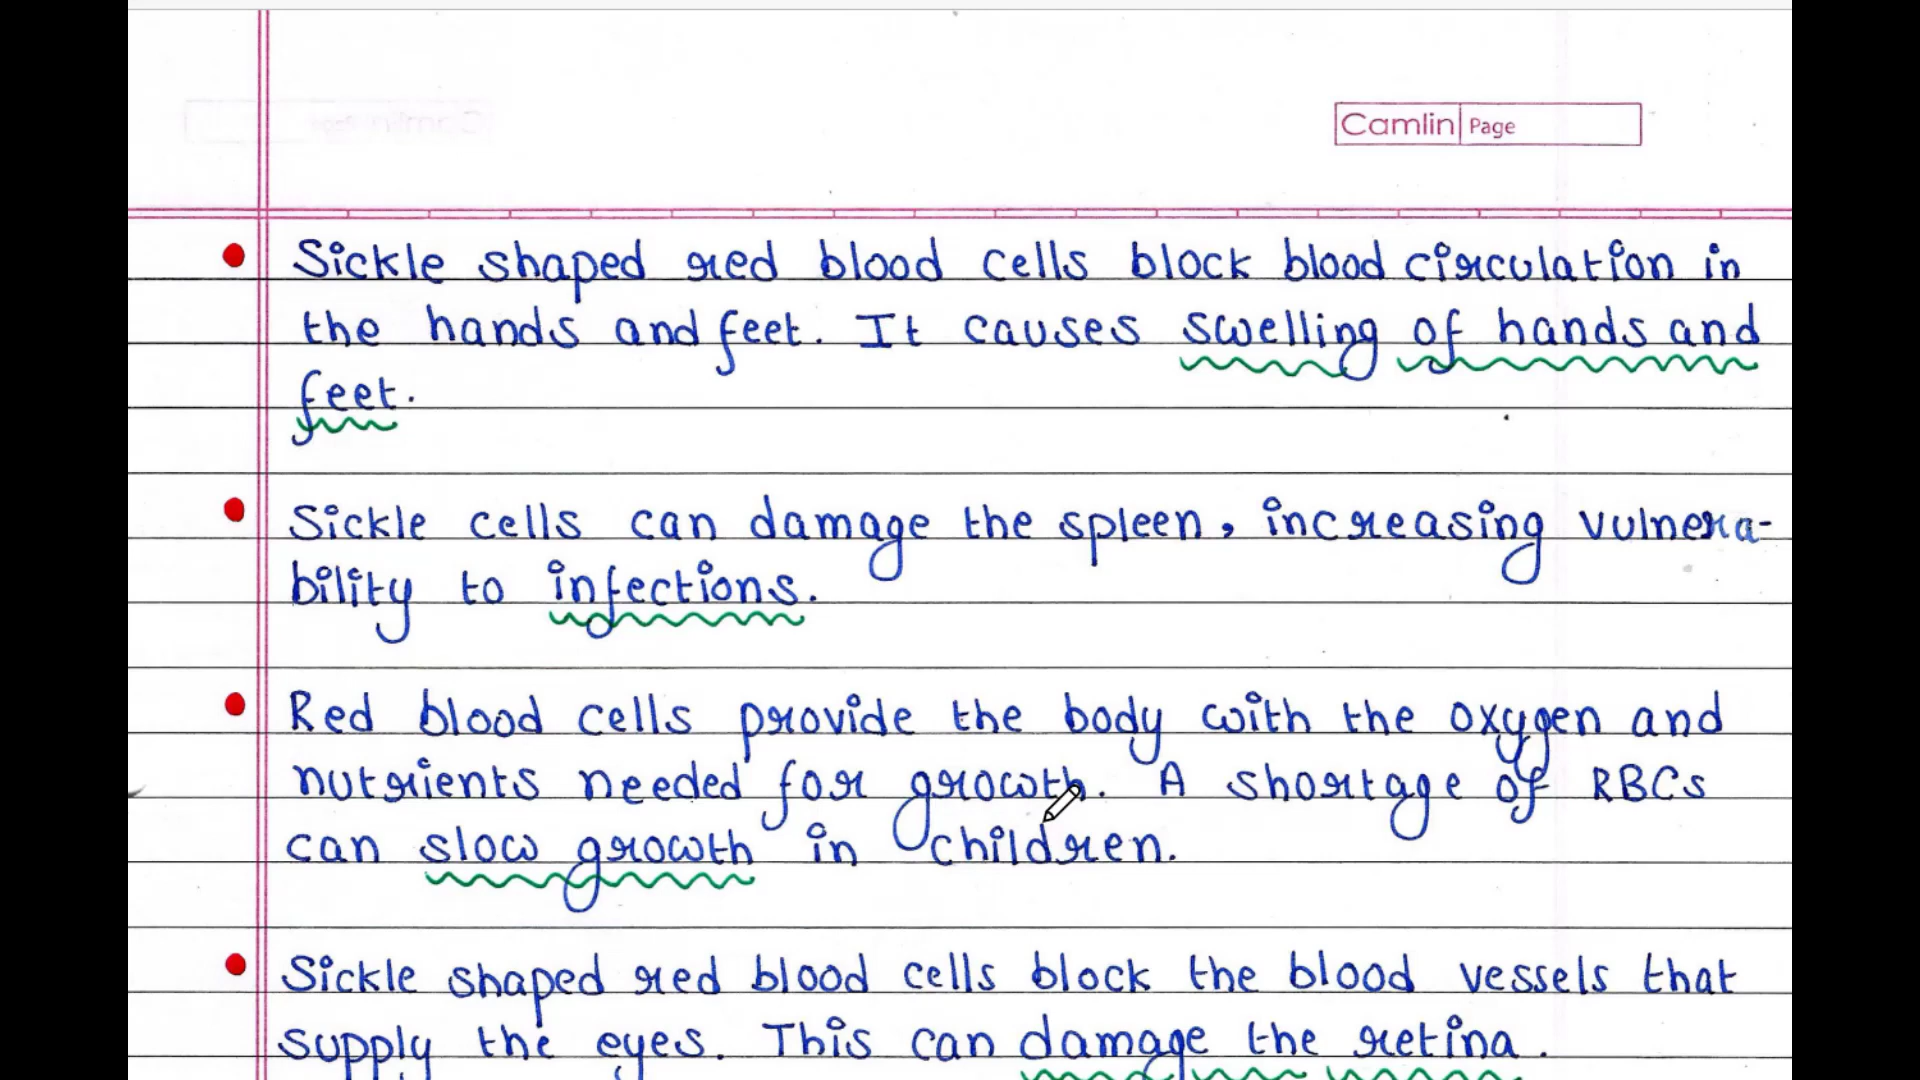 Camlin Page
Sickle shaped red blood cells block blood circulation in
the hands and feet. It causes swelling of hands and
feet.
Sickle cells can damage the spleen, increasing vulnera-
bility to infections.
Red blood cells provide the body with the oxygen and
nutrients needed for growth. A shortage of RBCs
can slow growth in children.
Sickle shaped red blood cells block the blood vessels that
supply the eyes. This can damage the retina.